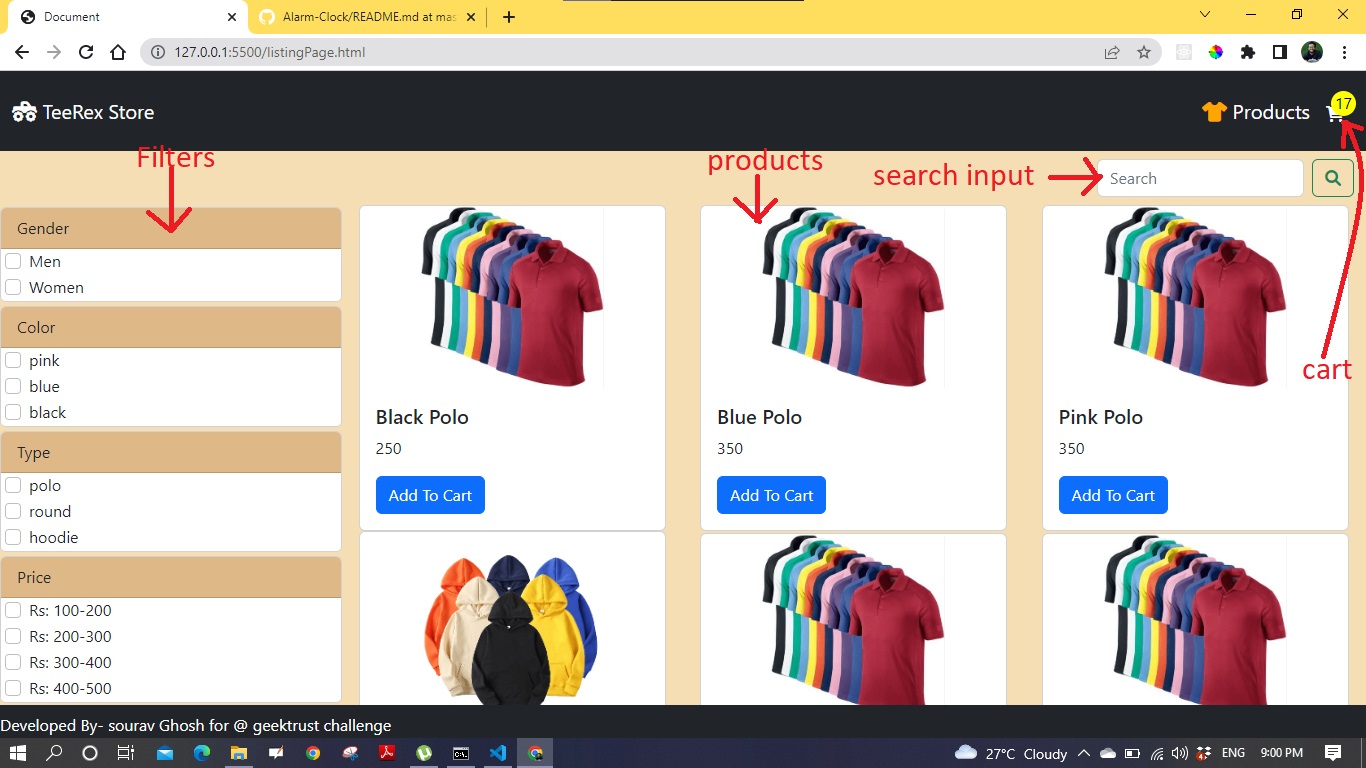 Document
Alarm-Clock/README.md at mas
127.0.0.1:5500/listingPage.html
TeeRex Store
Products
17
Filters
products
search input
Search
cart
Gender
Men
Women
Color
pink
blue
black
Type
polo
round
hoodie
Price
Rs: 100-200
Rs: 200-300
Rs: 300-400
Rs: 400-500
Black Polo
250
Add To Cart
Blue Polo
350
Add To Cart
Pink Polo
350
Add To Cart
Developed By- sourav Ghosh for @ geektrust challenge
27°C Cloudy
ENG
9:00 PM